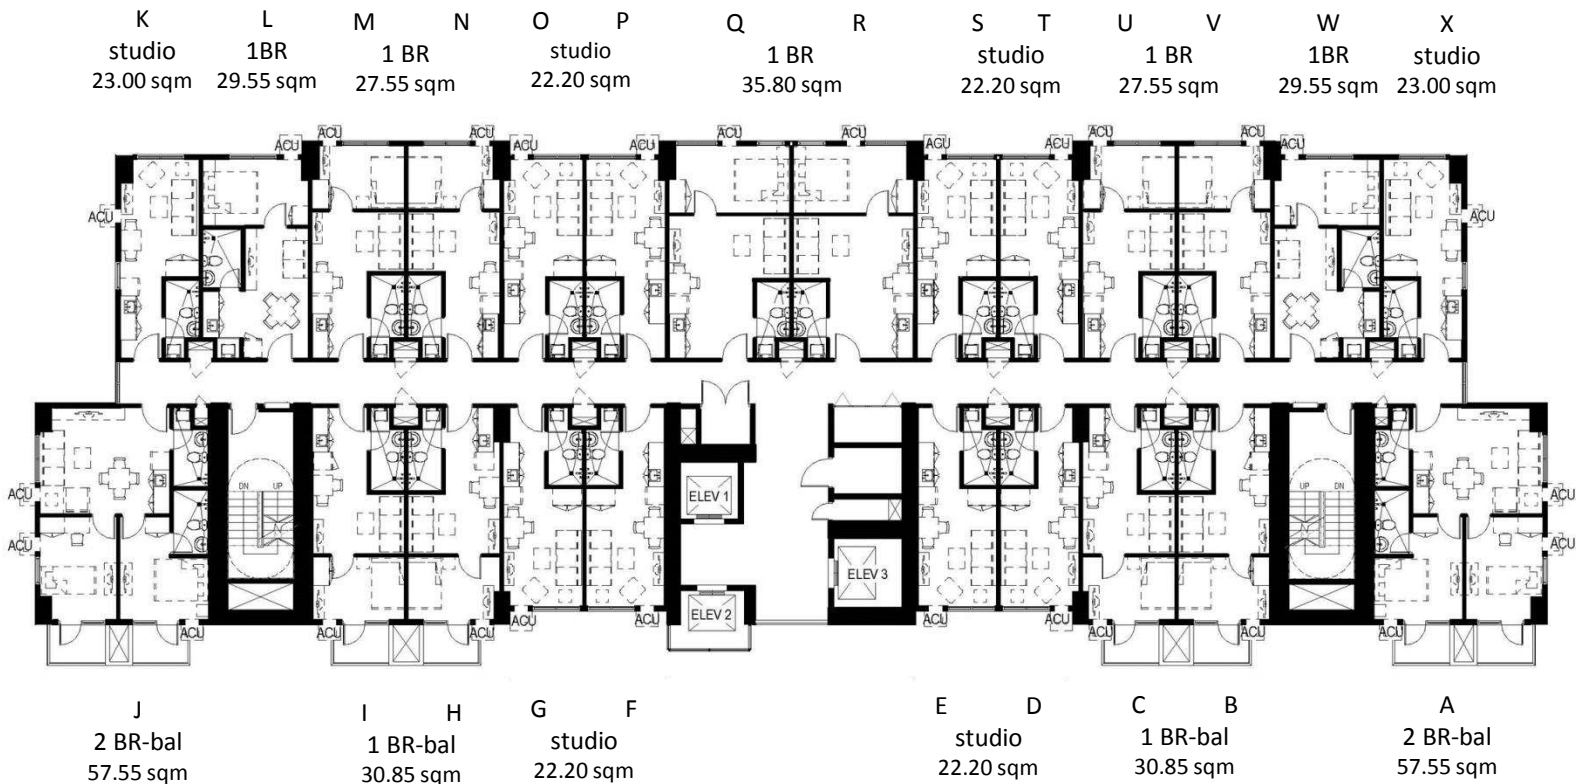 K L M N O P Q R S T U V W X
studio 1BR 1 BR studio 1 BR studio 1 BR 1BR studio
23.00 sqm 29.55 sqm 27.55 sqm 22.20 sqm 35.80 sqm 22.20 sqm 27.55 sqm 29.55 sqm 23.00 sqm
ACU ACU ACU ACU ACU ACU ACU ACU ACU
ACU ACU ACU ACU ACU
ACU ACU
DN UP ELEV 1 UP DN
ACU ACU
ACU ACU
ELEV 3
ELEV 2
ACU ACU ACU ACU ACU ACU ACU ACU ACU ACU
J I H G F E D C B A
2 BR-bal 1 BR-bal studio studio 1 BR-bal 2 BR-bal
57.55 sqm 30.85 sqm 22.20 sqm 22.20 sqm 30.85 sqm 57.55 sqm